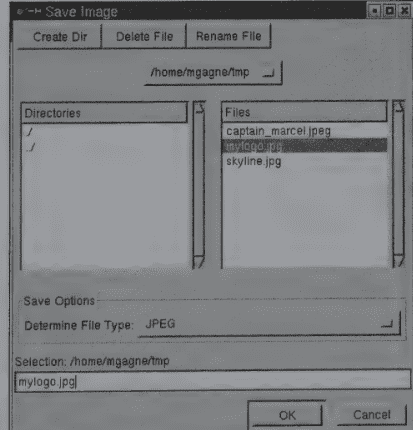 Save Image
Create Dir Delete File Rename File
/home/mgagne/tmp
Directories
./
../
Files
captain_marcel.jpeg
mylogo.jpg
skyline.jpg
Save Options
Determine File Type: JPEG
Selection: /home/mgagne/tmp
mylogo.jpg
OK Cancel